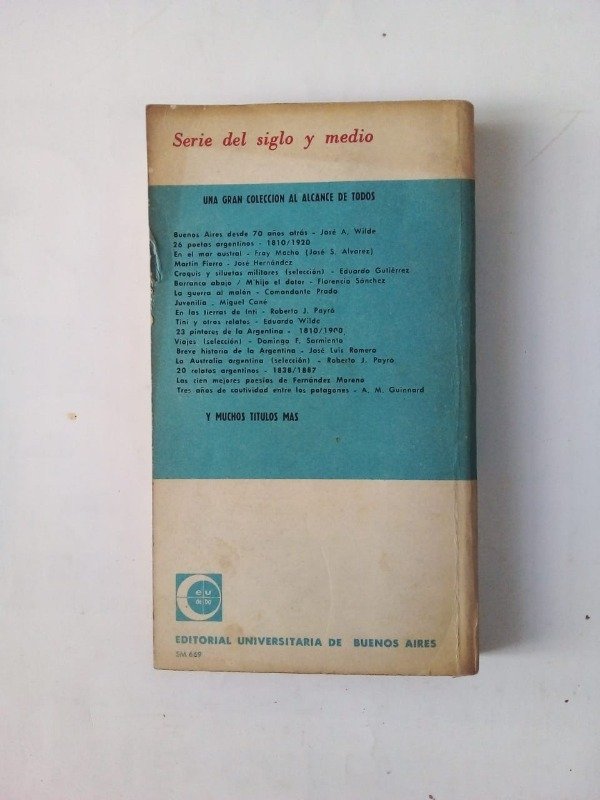 Serie del siglo y medio
UNA GRAN COLECCION AL ALCANCE DE TODOS
Buenos Aires desde 70 años atrás - José A. Wilde
26 poetas argentinos - 1810/1920
En el mar austral - Fray Mocho (José S. Alvarez)
Martín Fierro - José Hernández
Croquis y siluetas militares (selección) - Eduardo Gutiérrez
Barranca abajo / M'hijo el dotor - Florencio Sánchez
La guerra al malón - Comandante Prado
Juvenilia - Miguel Cané
En las tierras de Inti - Roberto J. Payró
Tini y otros relatos - Eduardo Wilde
23 pintores de la Argentina - 1810/1900
Viajes (selección) - Domingo F. Sarmiento
Breve historia de la Argentina - José Luis Romero
La Australia argentina (selección) - Roberto J. Payró
20 relatos argentinos - 1838/1887
Las cien mejores poesías de Fernández Moreno
Tres años de cautividad entre los patagones - A. M. Guinnard
Y MUCHOS TITULOS MAS
eu
deba
EDITORIAL UNIVERSITARIA DE BUENOS AIRES
SM 669